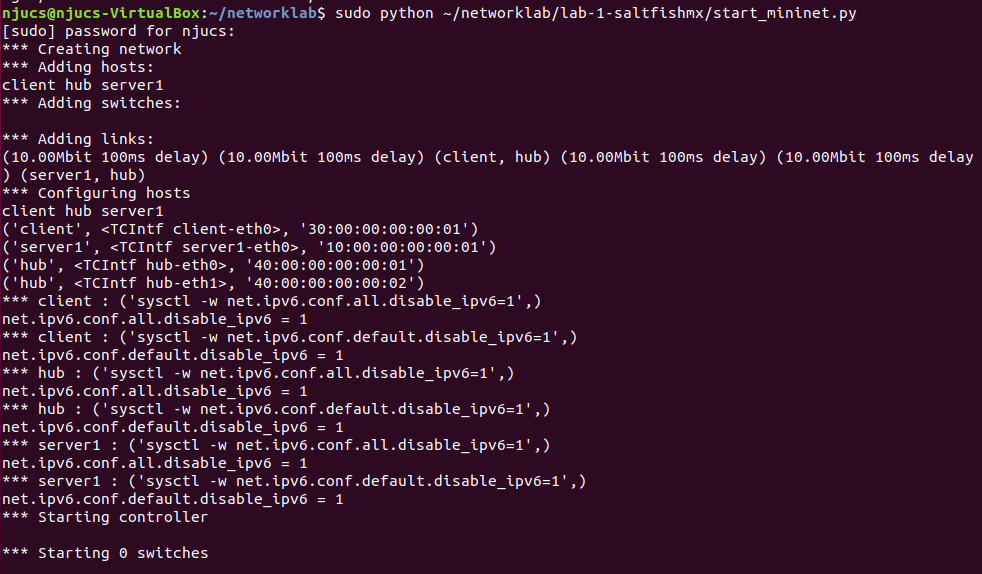 njucs@njucs-VirtualBox:~/networklab$ sudo python ~/networklab/lab-1-saltfishmx/start_mininet.py
[sudo] password for njucs:
*** Creating network
*** Adding hosts:
client hub server1
*** Adding switches:

*** Adding links:
(10.00Mbit 100ms delay) (10.00Mbit 100ms delay) (client, hub) (10.00Mbit 100ms delay) (10.00Mbit 100ms delay
) (server1, hub)
*** Configuring hosts
client hub server1
('client', <TCIntf client-eth0>, '30:00:00:00:00:01')
('server1', <TCIntf server1-eth0>, '10:00:00:00:00:01')
('hub', <TCIntf hub-eth0>, '40:00:00:00:00:01')
('hub', <TCIntf hub-eth1>, '40:00:00:00:00:02')
*** client : ('sysctl -w net.ipv6.conf.all.disable_ipv6=1',)
net.ipv6.conf.all.disable_ipv6 = 1
*** client : ('sysctl -w net.ipv6.conf.default.disable_ipv6=1',)
net.ipv6.conf.default.disable_ipv6 = 1
*** hub : ('sysctl -w net.ipv6.conf.all.disable_ipv6=1',)
net.ipv6.conf.all.disable_ipv6 = 1
*** hub : ('sysctl -w net.ipv6.conf.default.disable_ipv6=1',)
net.ipv6.conf.default.disable_ipv6 = 1
*** server1 : ('sysctl -w net.ipv6.conf.all.disable_ipv6=1',)
net.ipv6.conf.all.disable_ipv6 = 1
*** server1 : ('sysctl -w net.ipv6.conf.default.disable_ipv6=1',)
net.ipv6.conf.default.disable_ipv6 = 1
*** Starting controller

*** Starting 0 switches